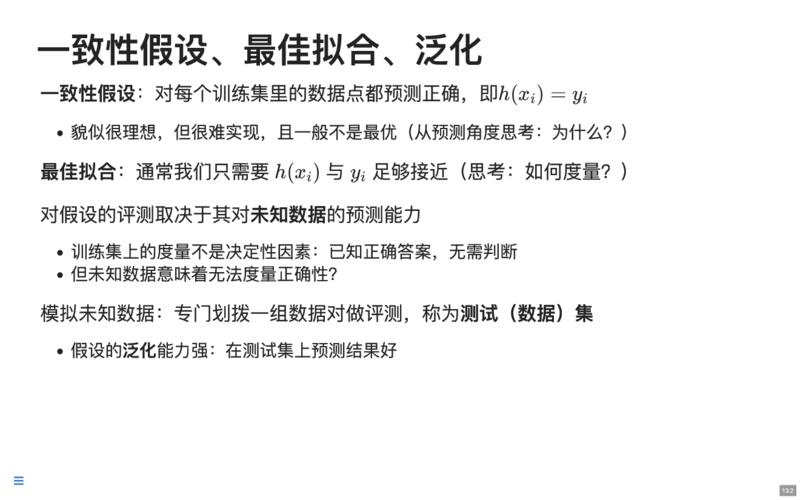 一致性假设、最佳拟合、泛化
一致性假设：对每个训练集里的数据点都预测正确，即h(xᵢ) = yᵢ
• 貌似很理想，但很难实现，且一般不是最优（从预测角度思考：为什么？）
最佳拟合：通常我们只需要 h(xᵢ) 与 yᵢ 足够接近（思考：如何度量？）
对假设的评测取决于其对未知数据的预测能力
• 训练集上的度量不是决定性因素：已知正确答案，无需判断
• 但未知数据意味着无法度量正确性？
模拟未知数据：专门划拨一组数据对做评测，称为测试（数据）集
• 假设的泛化能力强：在测试集上预测结果好
13.2